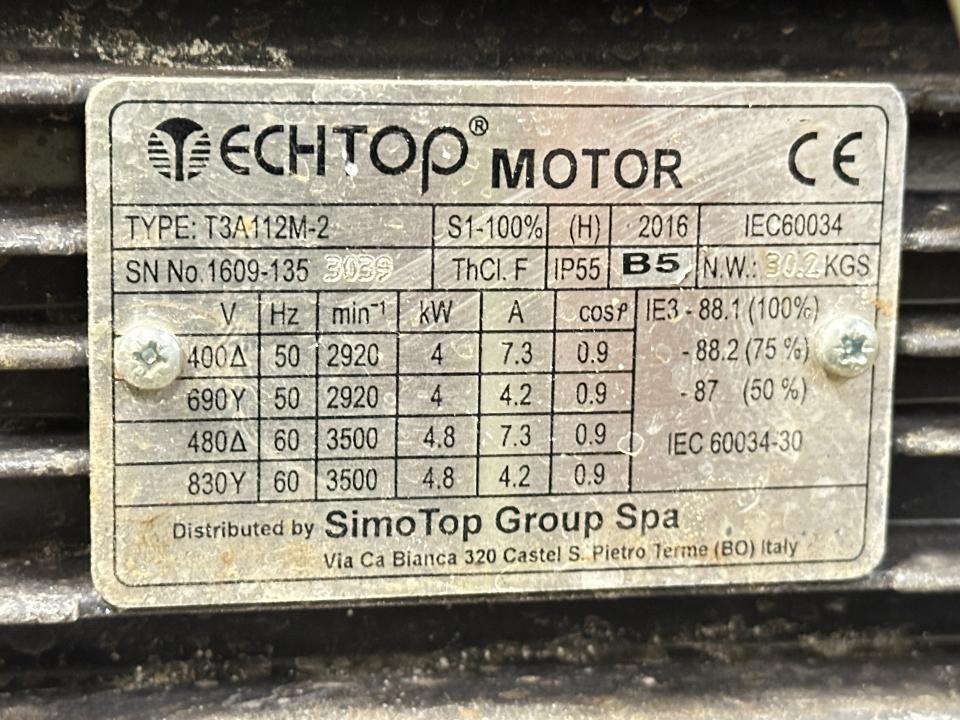 TECHTOP® MOTOR CE
TYPE: T3A112M-2 S1-100% (H) 2016 IEC60034
SN No.1609-135 3039 ThCl. F IP55 B5 N.W.: 30.2 KGS
V Hz min⁻¹ kW A cosφ IE3 - 88.1 (100%)
400Δ 50 2920 4 7.3 0.9 - 88.2 (75 %)
690Y 50 2920 4 4.2 0.9 - 87 (50 %)
480Δ 60 3500 4.8 7.3 0.9 IEC 60034-30
830Y 60 3500 4.8 4.2 0.9
Distributed by SimoTop Group Spa
Via Ca Bianca 320 Castel S. Pietro Terme (BO) Italy